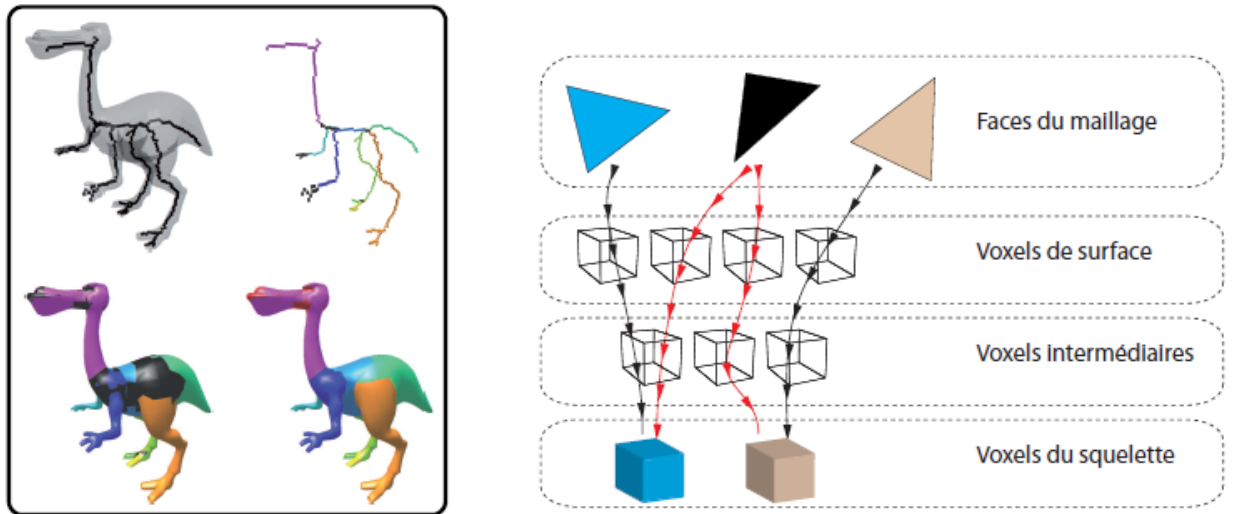 Faces du maillage
Voxels de surface
Voxels intermédiaires
Voxels du squelette